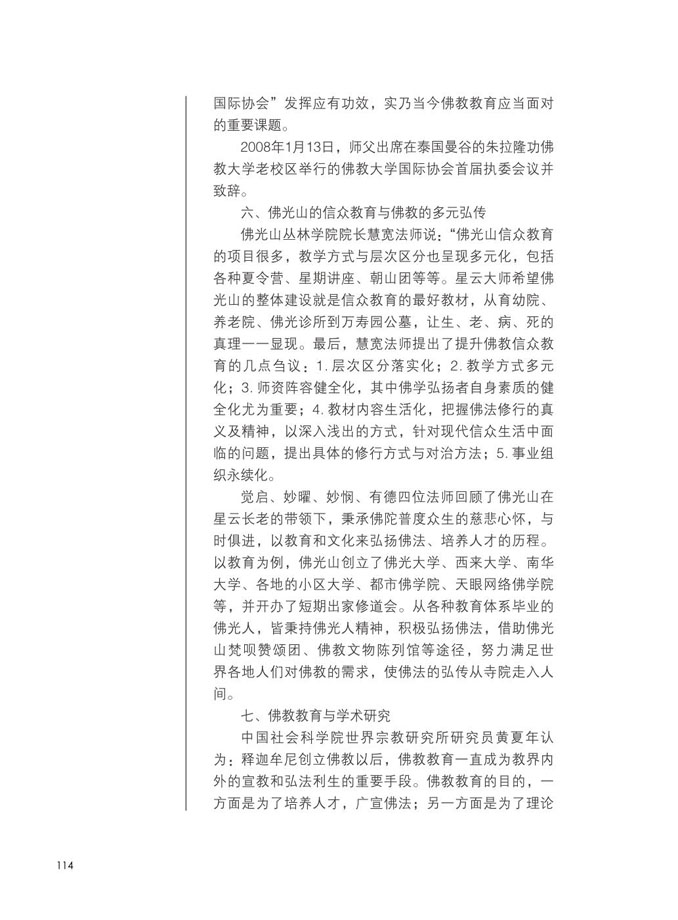 国际协会”发挥应有功效，实乃当今佛教教育应当面对
的重要课题。
2008年1月13日，师父出席在泰国曼谷的朱拉隆功佛
教大学老校区举行的佛教大学国际协会首届执委会议并
致辞。
六、佛光山的信众教育与佛教的多元弘传
佛光山丛林学院院长慧宽法师说：“佛光山信众教育
的项目很多，教学方式与层次区分也呈现多元化，包括
各种夏令营、星期讲座、朝山团等等。星云大师希望佛
光山的整体建设就是信众教育的最好教材，从育幼院、
养老院、佛光诊所到万寿园公墓，让生、老、病、死的
真理一一显现。最后，慧宽法师提出了提升佛教信众教
育的几点刍议：1. 层次区分落实化；2. 教学方式多元
化；3. 师资阵容健全化，其中佛学弘扬者自身素质的健
全化尤为重要；4. 教材内容生活化，把握佛法修行的真
义及精神，以深入浅出的方式，针对现代信众生活中面
临的问题，提出具体的修行方式与对治方法；5. 事业组
织永续化。
觉启、妙曜、妙悯、有德四位法师回顾了佛光山在
星云长老的带领下，秉承佛陀普度众生的慈悲心怀，与
时俱进，以教育和文化来弘扬佛法、培养人才的历程。
以教育为例，佛光山创立了佛光大学、西来大学、南华
大学、各地的小区大学、都市佛学院、天眼网络佛学院
等，并开办了短期出家修道会。从各种教育体系毕业的
佛光人，皆秉持佛光人精神，积极弘扬佛法，借助佛光
山梵呗赞颂团、佛教文物陈列馆等途径，努力满足世
界各地人们对佛教的需求，使佛法的弘传从寺院走入人
间。
七、佛教教育与学术研究
中国社会科学院世界宗教研究所研究员黄夏年认
为：释迦牟尼创立佛教以后，佛教教育一直成为教界内
外的宣教和弘法利生的重要手段。佛教教育的目的，一
方面是为了培养人才，广宣佛法；另一方面是为了理论
114